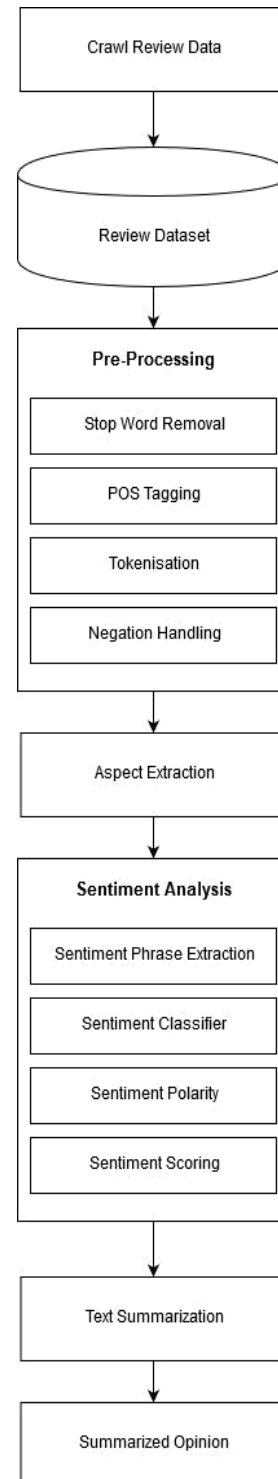 Crawl Review Data
Review Dataset
Pre-Processing
Stop Word Removal
POS Tagging
Tokenisation
Negation Handling
Aspect Extraction
Sentiment Analysis
Sentiment Phrase Extraction
Sentiment Classifier
Sentiment Polarity
Sentiment Scoring
Text Summarization
Summarized Opinion